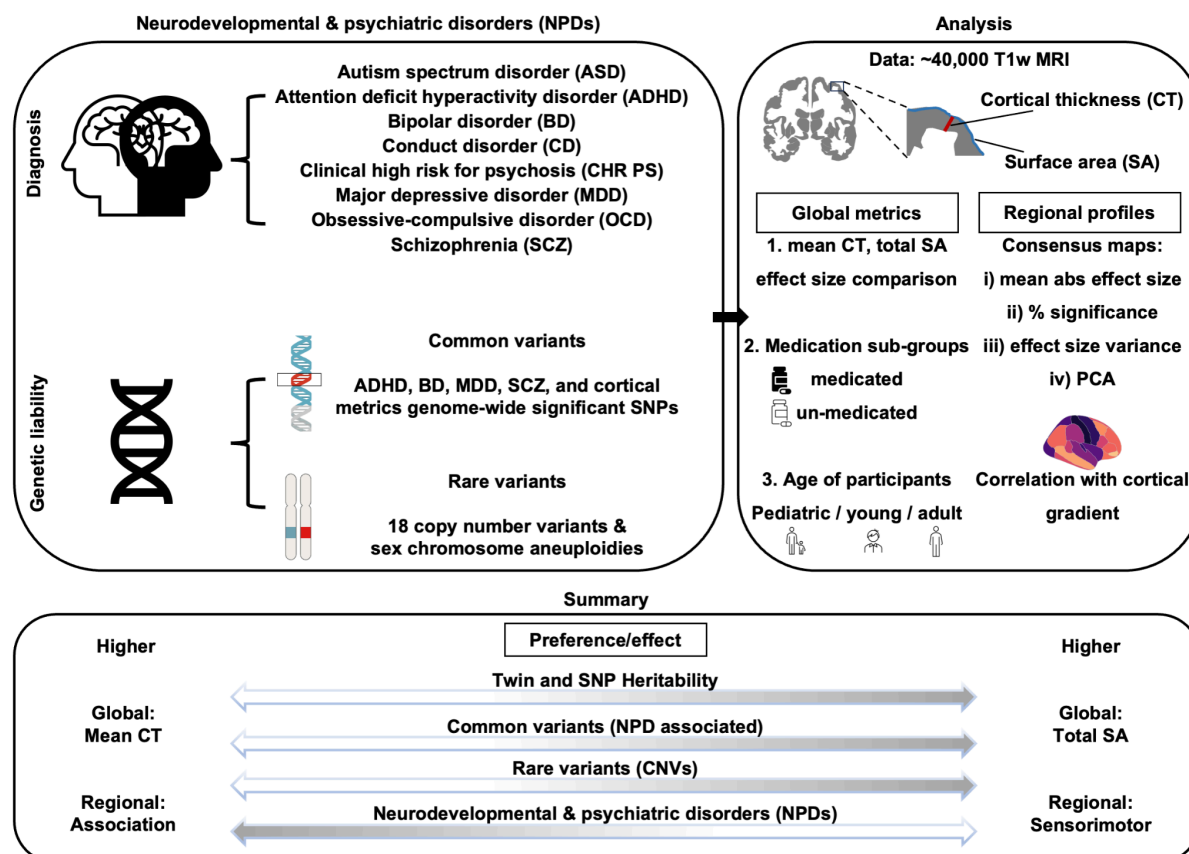 Neurodevelopmental & psychiatric disorders (NPDs)
Diagnosis
Autism spectrum disorder (ASD)
Attention deficit hyperactivity disorder (ADHD)
Bipolar disorder (BD)
Conduct disorder (CD)
Clinical high risk for psychosis (CHR PS)
Major depressive disorder (MDD)
Obsessive-compulsive disorder (OCD)
Schizophrenia (SCZ)
Genetic liability
Common variants
ADHD, BD, MDD, SCZ, and cortical
metrics genome-wide significant SNPs
Rare variants
18 copy number variants &
sex chromosome aneuploidies
Analysis
Data: ~40,000 T1w MRI
Cortical thickness (CT)
Surface area (SA)
Global metrics
1. mean CT, total SA
effect size comparison
2. Medication sub-groups
medicated
un-medicated
3. Age of participants
Pediatric / young / adult
Regional profiles
Consensus maps:
i) mean abs effect size
ii) % significance
iii) effect size variance
iv) PCA
Correlation with cortical
gradient
Summary
Higher
Preference/effect
Higher
Twin and SNP Heritability
Global:
Mean CT
Common variants (NPD associated)
Global:
Total SA
Rare variants (CNVs)
Regional:
Association
Neurodevelopmental & psychiatric disorders (NPDs)
Regional:
Sensorimotor